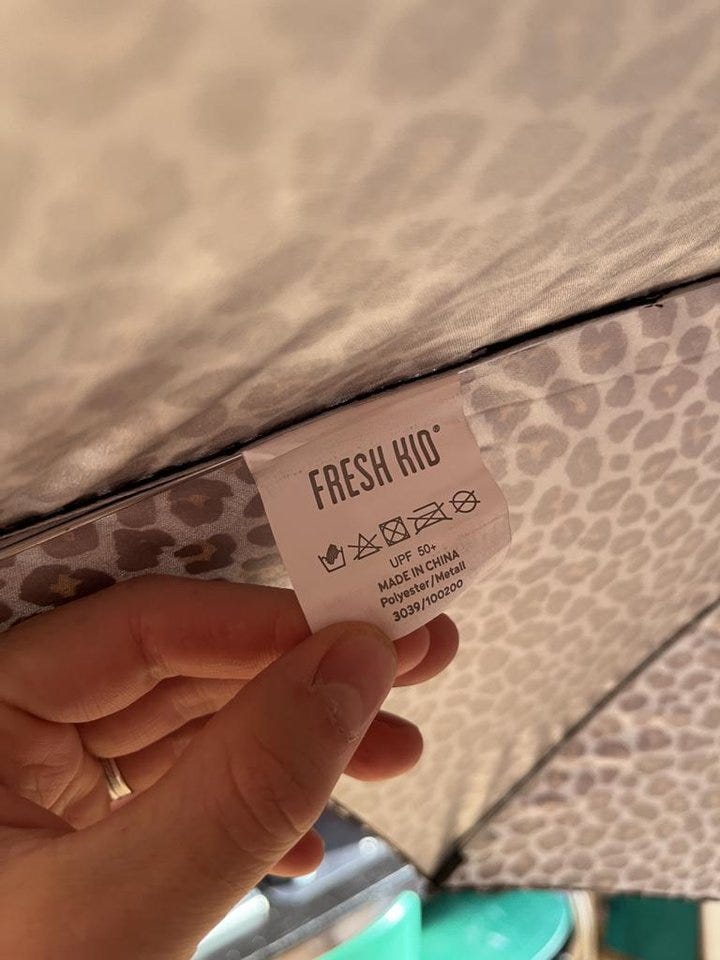 FRESH KID®
UPF 50+
MADE IN CHINA
Polyester/Metall
3039/100200